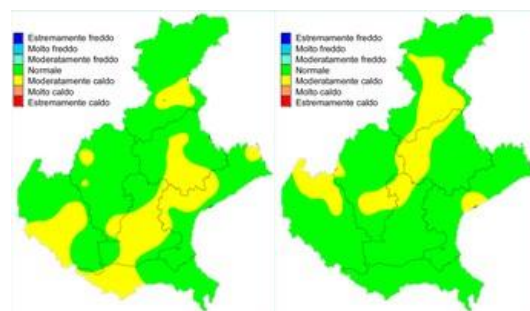 Estremamente freddo
Molto freddo
Moderatamente freddo
Normale
Moderatamente caldo
Molto caldo
Estremamente caldo
Estremamente freddo
Molto freddo
Moderatamente freddo
Normale
Moderatamente caldo
Molto caldo
Estremamente caldo